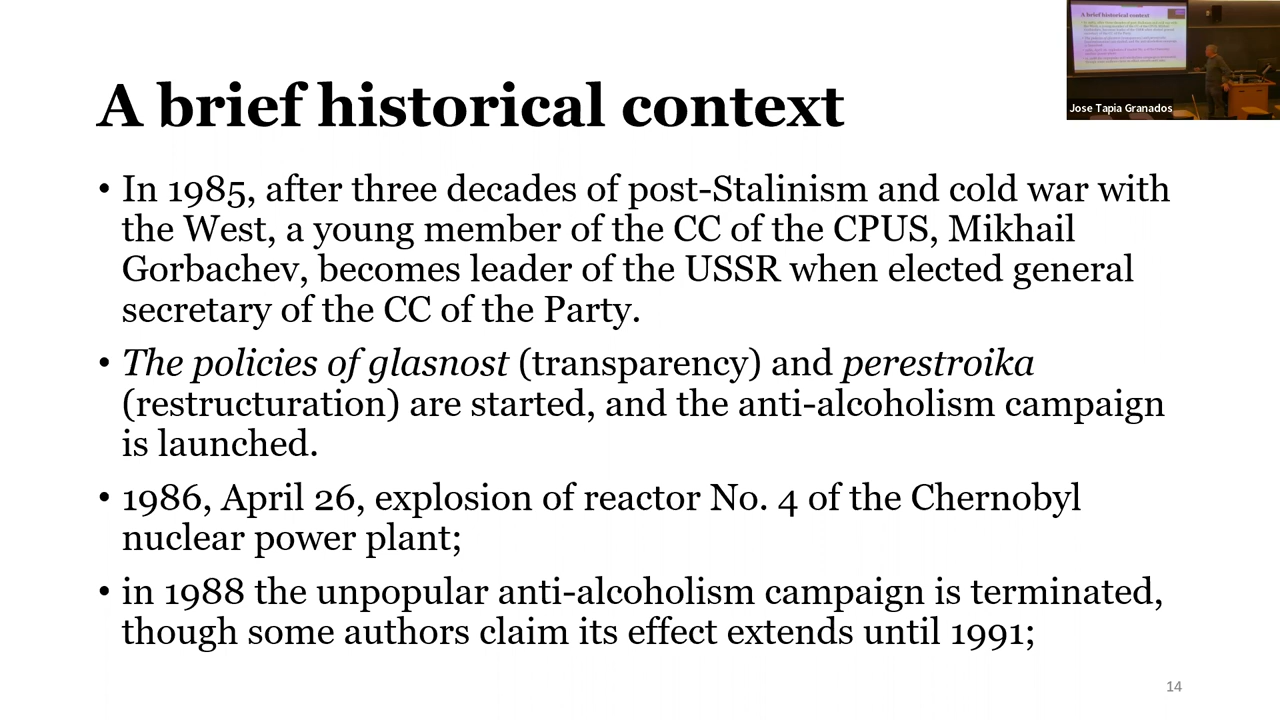 A brief historical context
Jose Tapia Granados
A brief historical context
• In 1985, after three decades of post-Stalinism and cold war with
the West, a young member of the CC of the CPUS, Mikhail
Gorbachev, becomes leader of the USSR when elected general
secretary of the CC of the Party.
• The policies of glasnost (transparency) and perestroika
(restructuration) are started, and the anti-alcoholism campaign
is launched.
• 1986, April 26, explosion of reactor No. 4 of the Chernobyl
nuclear power plant;
• in 1988 the unpopular anti-alcoholism campaign is terminated,
though some authors claim its effect extends until 1991;
14